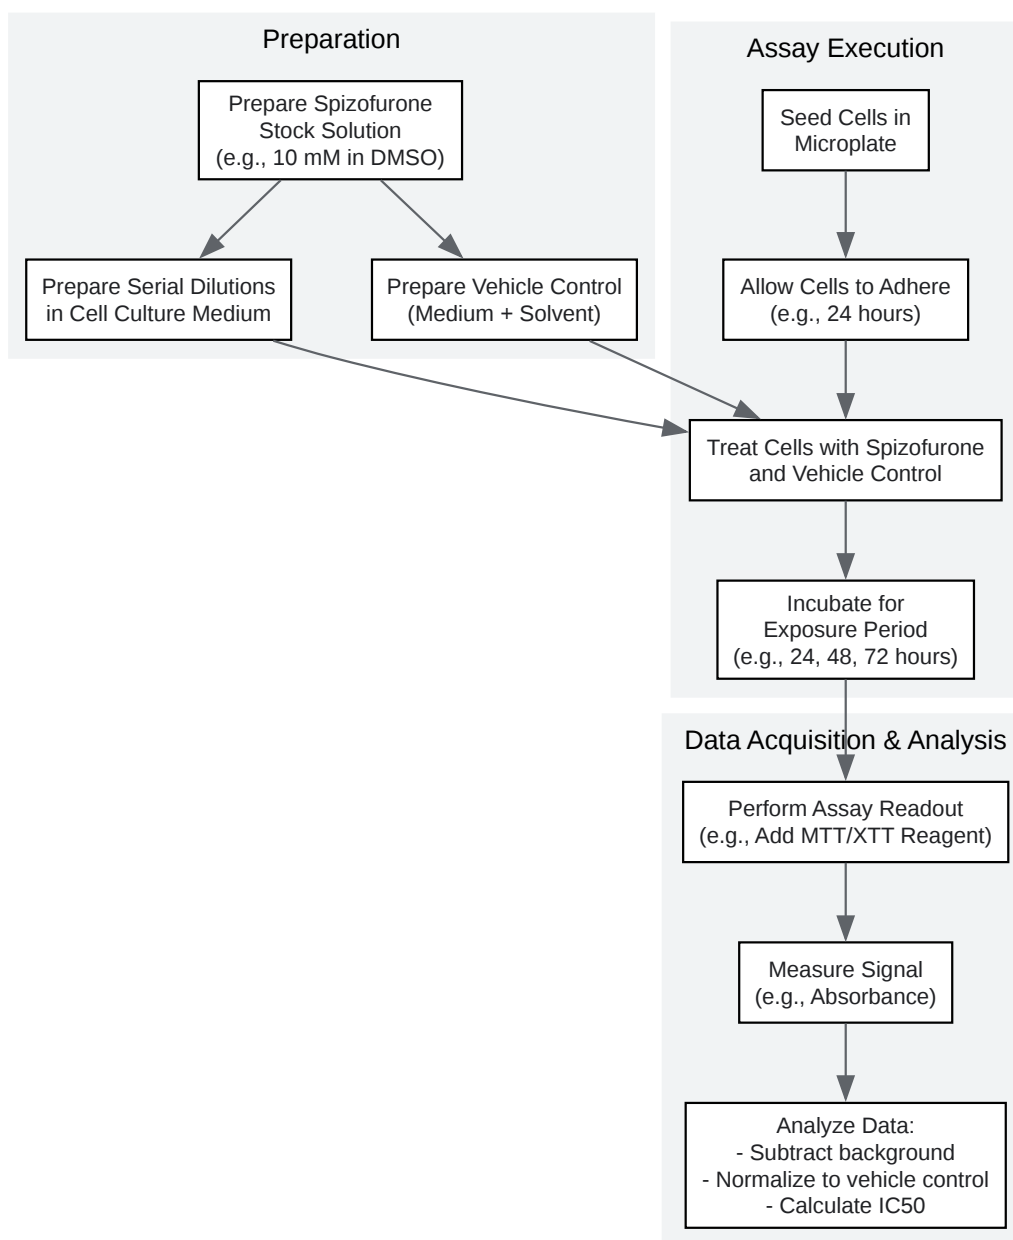 Preparation
Prepare Spizofurone
Stock Solution
(e.g., 10 mM in DMSO)
Prepare Serial Dilutions
in Cell Culture Medium
Prepare Vehicle Control
(Medium + Solvent)
Assay Execution
Seed Cells in
Microplate
Allow Cells to Adhere
(e.g., 24 hours)
Treat Cells with Spizofurone
and Vehicle Control
Incubate for
Exposure Period
(e.g., 24, 48, 72 hours)
Data Acquisition & Analysis
Perform Assay Readout
(e.g., Add MTT/XTT Reagent)
Measure Signal
(e.g., Absorbance)
Analyze Data:
- Subtract background
- Normalize to vehicle control
- Calculate IC50